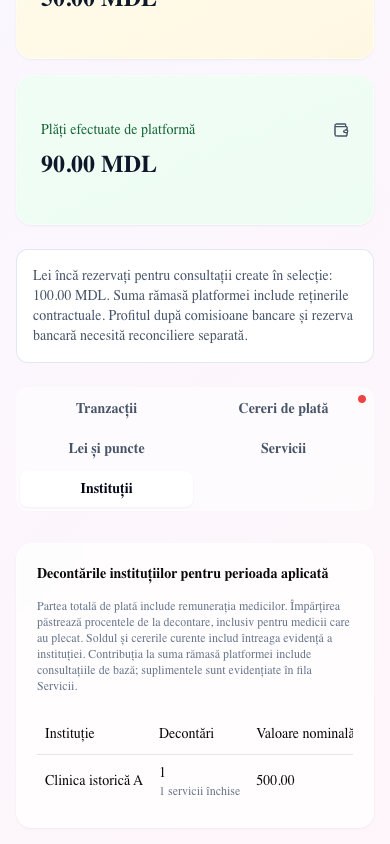 50.00 MDL
Plăți efectuate de platformă
90.00 MDL
Lei încă rezervați pentru consultații create în selecție:
100.00 MDL. Suma rămasă platformei include reținerile
contractuale. Profitul după comisioane bancare și rezerva
bancară necesită reconciliere separată.
Tranzacții
Cereri de plată
Lei și puncte
Servicii
Instituții
Decontările instituțiilor pentru perioada aplicată
Partea totală de plată include remunerația medicilor. Împărțirea
păstrează procentele de la decontare, inclusiv pentru medicii care
au plecat. Soldul și cererile curente includ întreaga evidență a
instituției. Contribuția la suma rămasă platformei include
consultațiile de bază; suplimentele sunt evidențiate în fila
Servicii.
Instituție
Decontări
Valoare nominală
Clinica istorică A
1
1 servicii închise
500.00